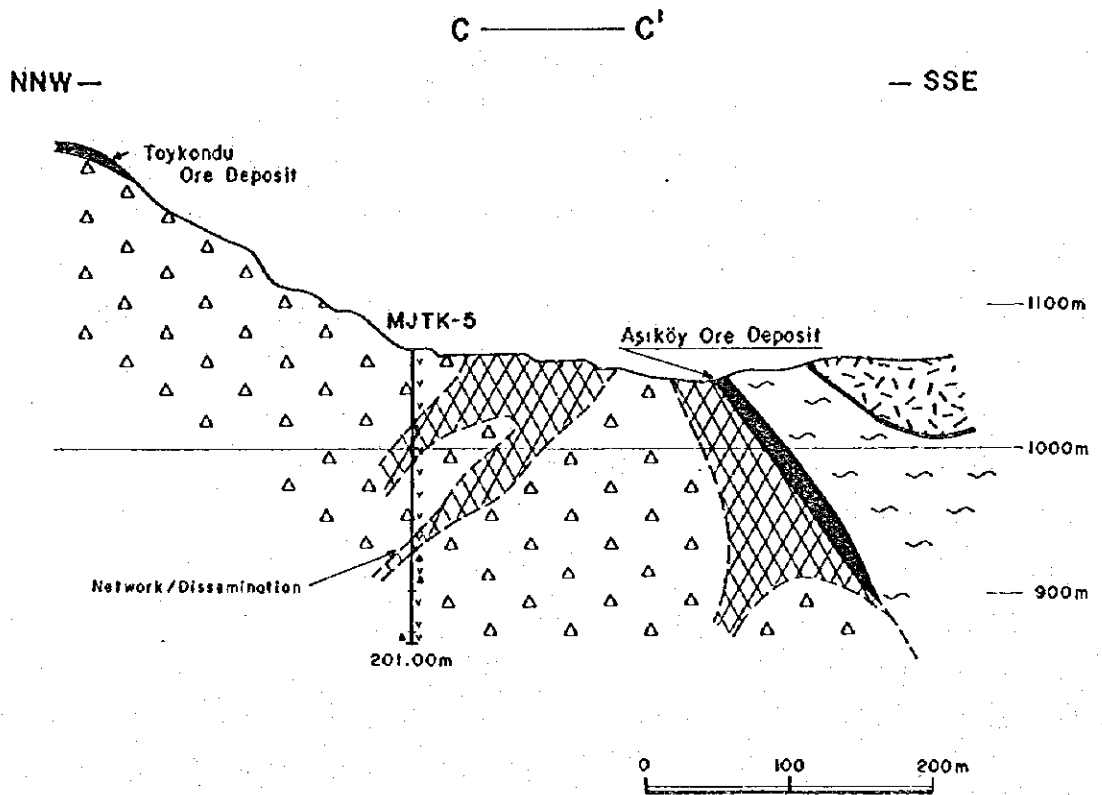 C C'
NNW — — SSE
Toykondu
Ore Deposit
1100m
MJTK-5
Aşıköy Ore Deposit
1000m
Network/Dissemination
900m
201.00m
0 100 200m